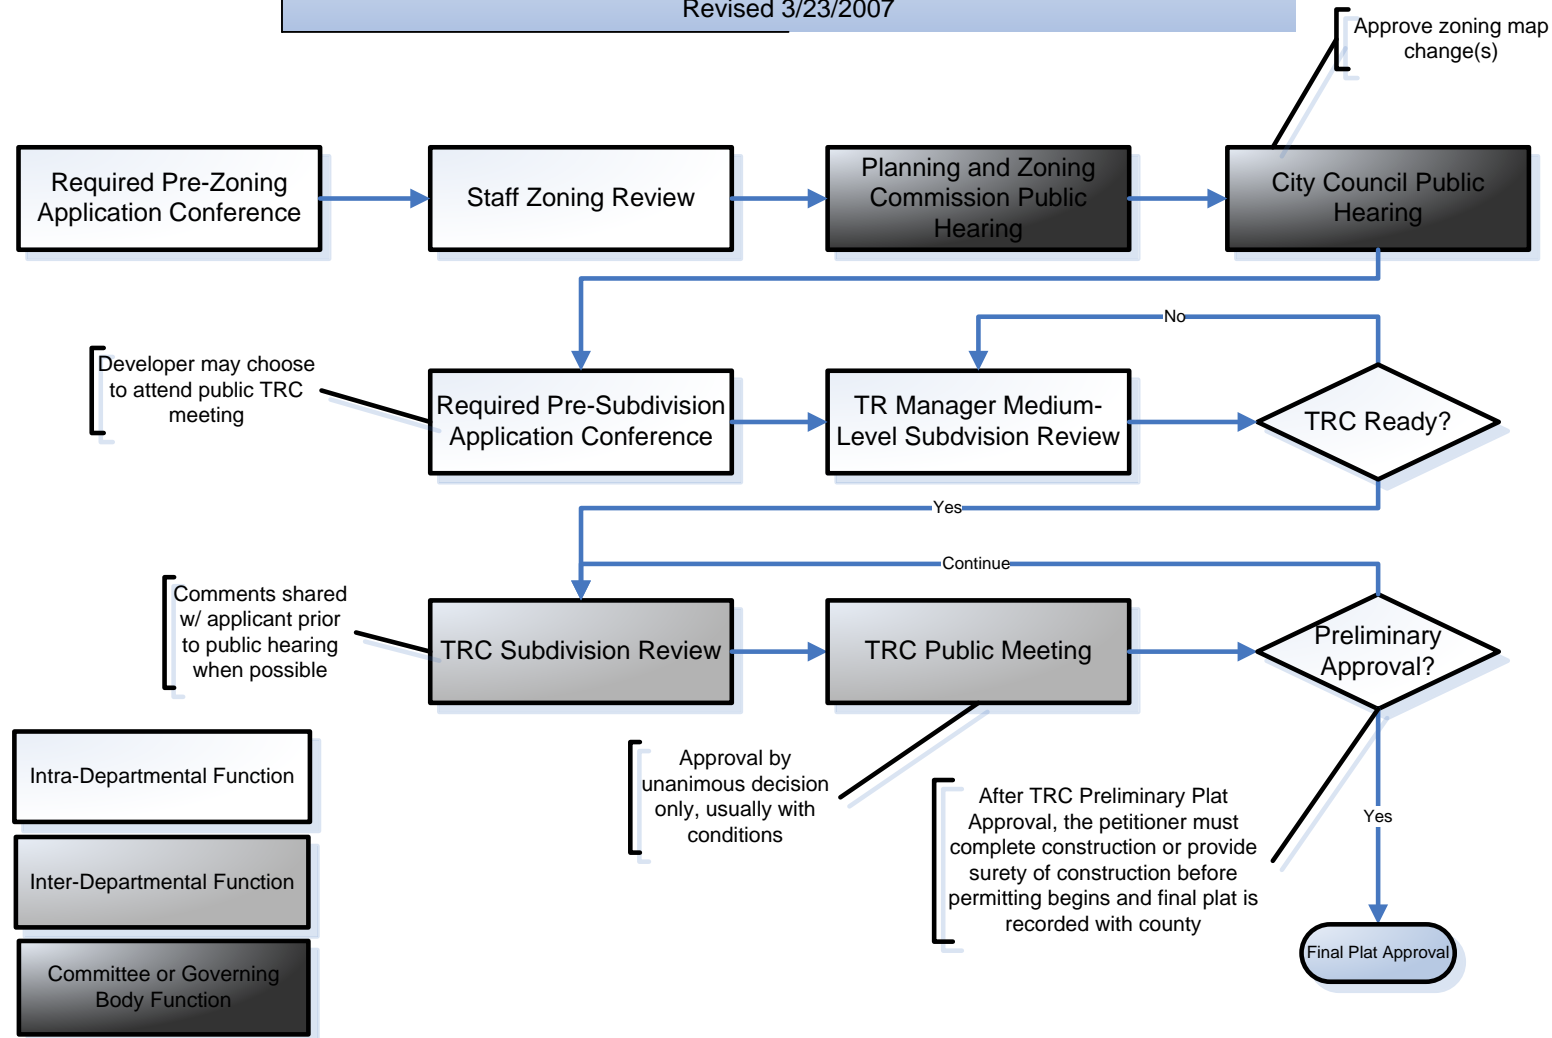 Revised 3/23/2007
Approve zoning map
change(s)
Required Pre-Zoning
Application Conference
Staff Zoning Review
Planning and Zoning
Commission Public
Hearing
City Council Public
Hearing
No
Developer may choose
to attend public TRC
meeting
Required Pre-Subdivision
Application Conference
TR Manager Medium-
Level Subdvision Review
TRC Ready?
Yes
Continue
Comments shared
w/ applicant prior
to public hearing
when possible
TRC Subdivision Review
TRC Public Meeting
Preliminary
Approval?
Approval by
unanimous decision
only, usually with
conditions
After TRC Preliminary Plat
Approval, the petitioner must
complete construction or provide
surety of construction before
permitting begins and final plat is
recorded with county
Yes
Final Plat Approval
Intra-Departmental Function
Inter-Departmental Function
Committee or Governing
Body Function